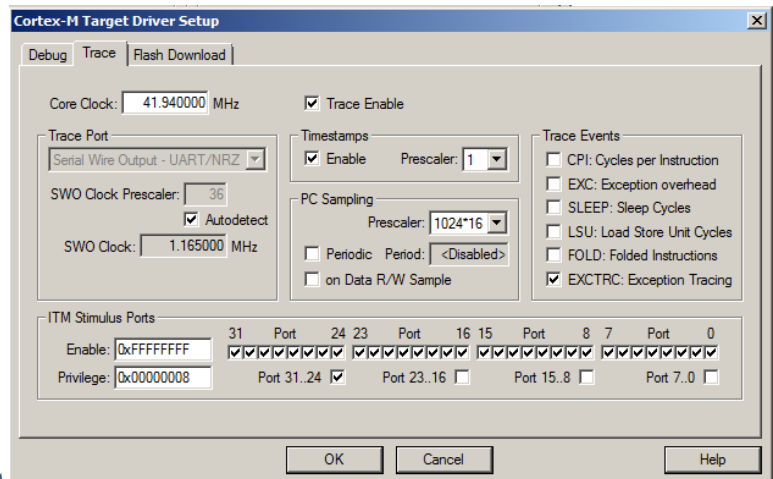 Cortex-M Target Driver Setup
Debug Trace Flash Download
Core Clock: 41.940000 MHz Trace Enable
Trace Port
Serial Wire Output - UART/NRZ
SWO Clock Prescaler: 36
Autodetect
SWO Clock: 1.165000 MHz
Timestamps
Enable Prescaler: 1
PC Sampling
Prescaler: 1024*16
Periodic Period: <Disabled>
on Data R/W Sample
Trace Events
CPI: Cycles per Instruction
EXC: Exception overhead
SLEEP: Sleep Cycles
LSU: Load Store Unit Cycles
FOLD: Folded Instructions
EXCTRC: Exception Tracing
ITM Stimulus Ports
31 Port 24 23 Port 16 15 Port 8 7 Port 0
Enable: 0xFFFFFFFF
Privilege: 0x00000008 Port 31..24 Port 23..16 Port 15..8 Port 7..0
OK Cancel Help